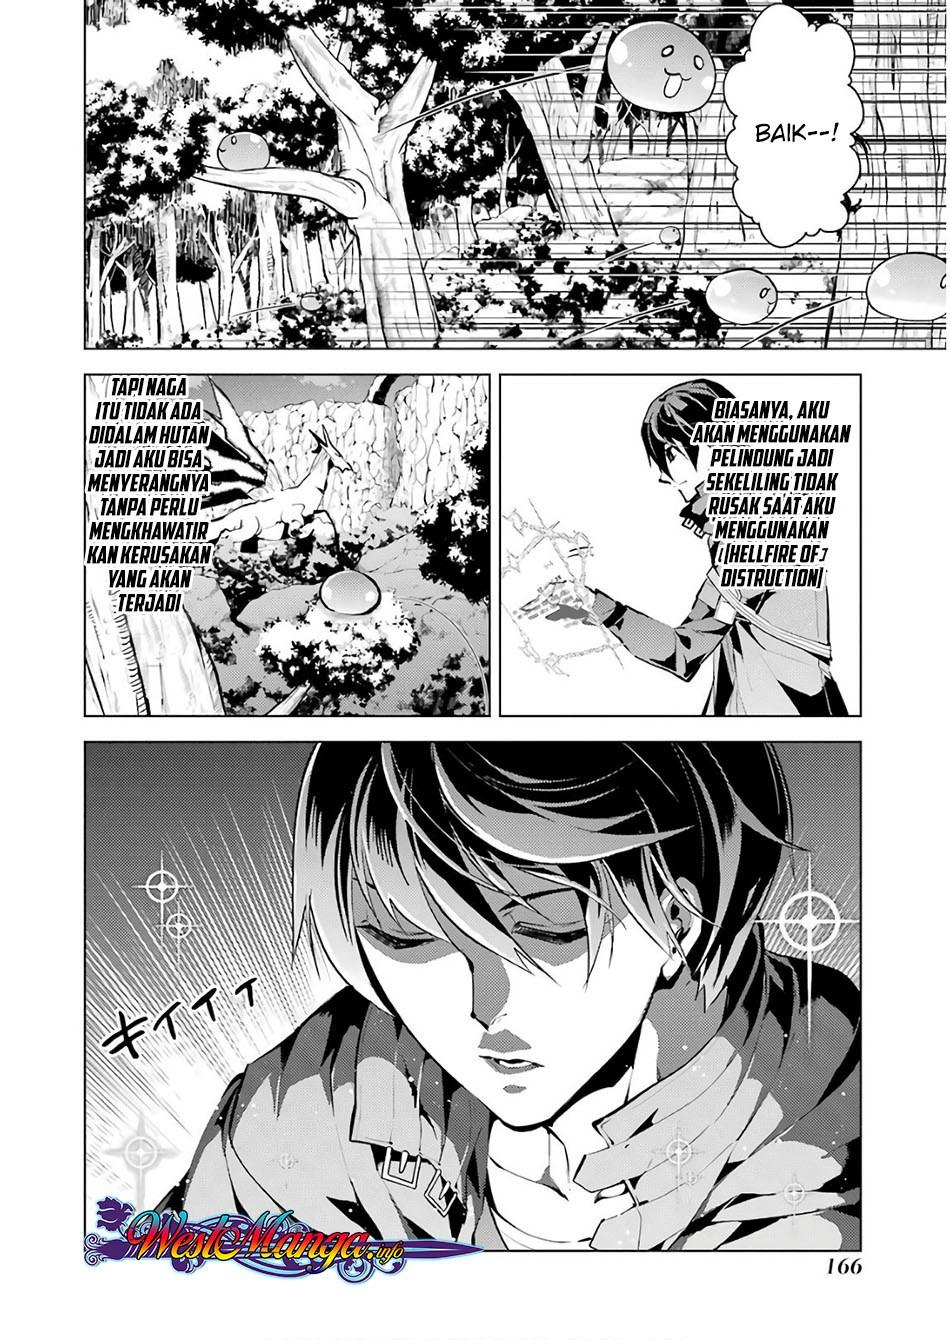 BAIK--!
BIASANYA, AKU
AKAN MENGGUNAKAN
PELINDUNG JADI
SEKELILING TIDAK
RUSAK SAAT AKU
MENGGUNAKAN
[HELLFIRE OF
DISTRUCTION]
TAPI NAGA
ITU TIDAK ADA
DIDALAM HUTAN
JADI AKU BISA
MENYERANGNYA
TANPA PERLU
MENGKHAWATIR
KAN KERUSAKAN
YANG AKAN
TERJADI
キイイイ
WestManga.info
166